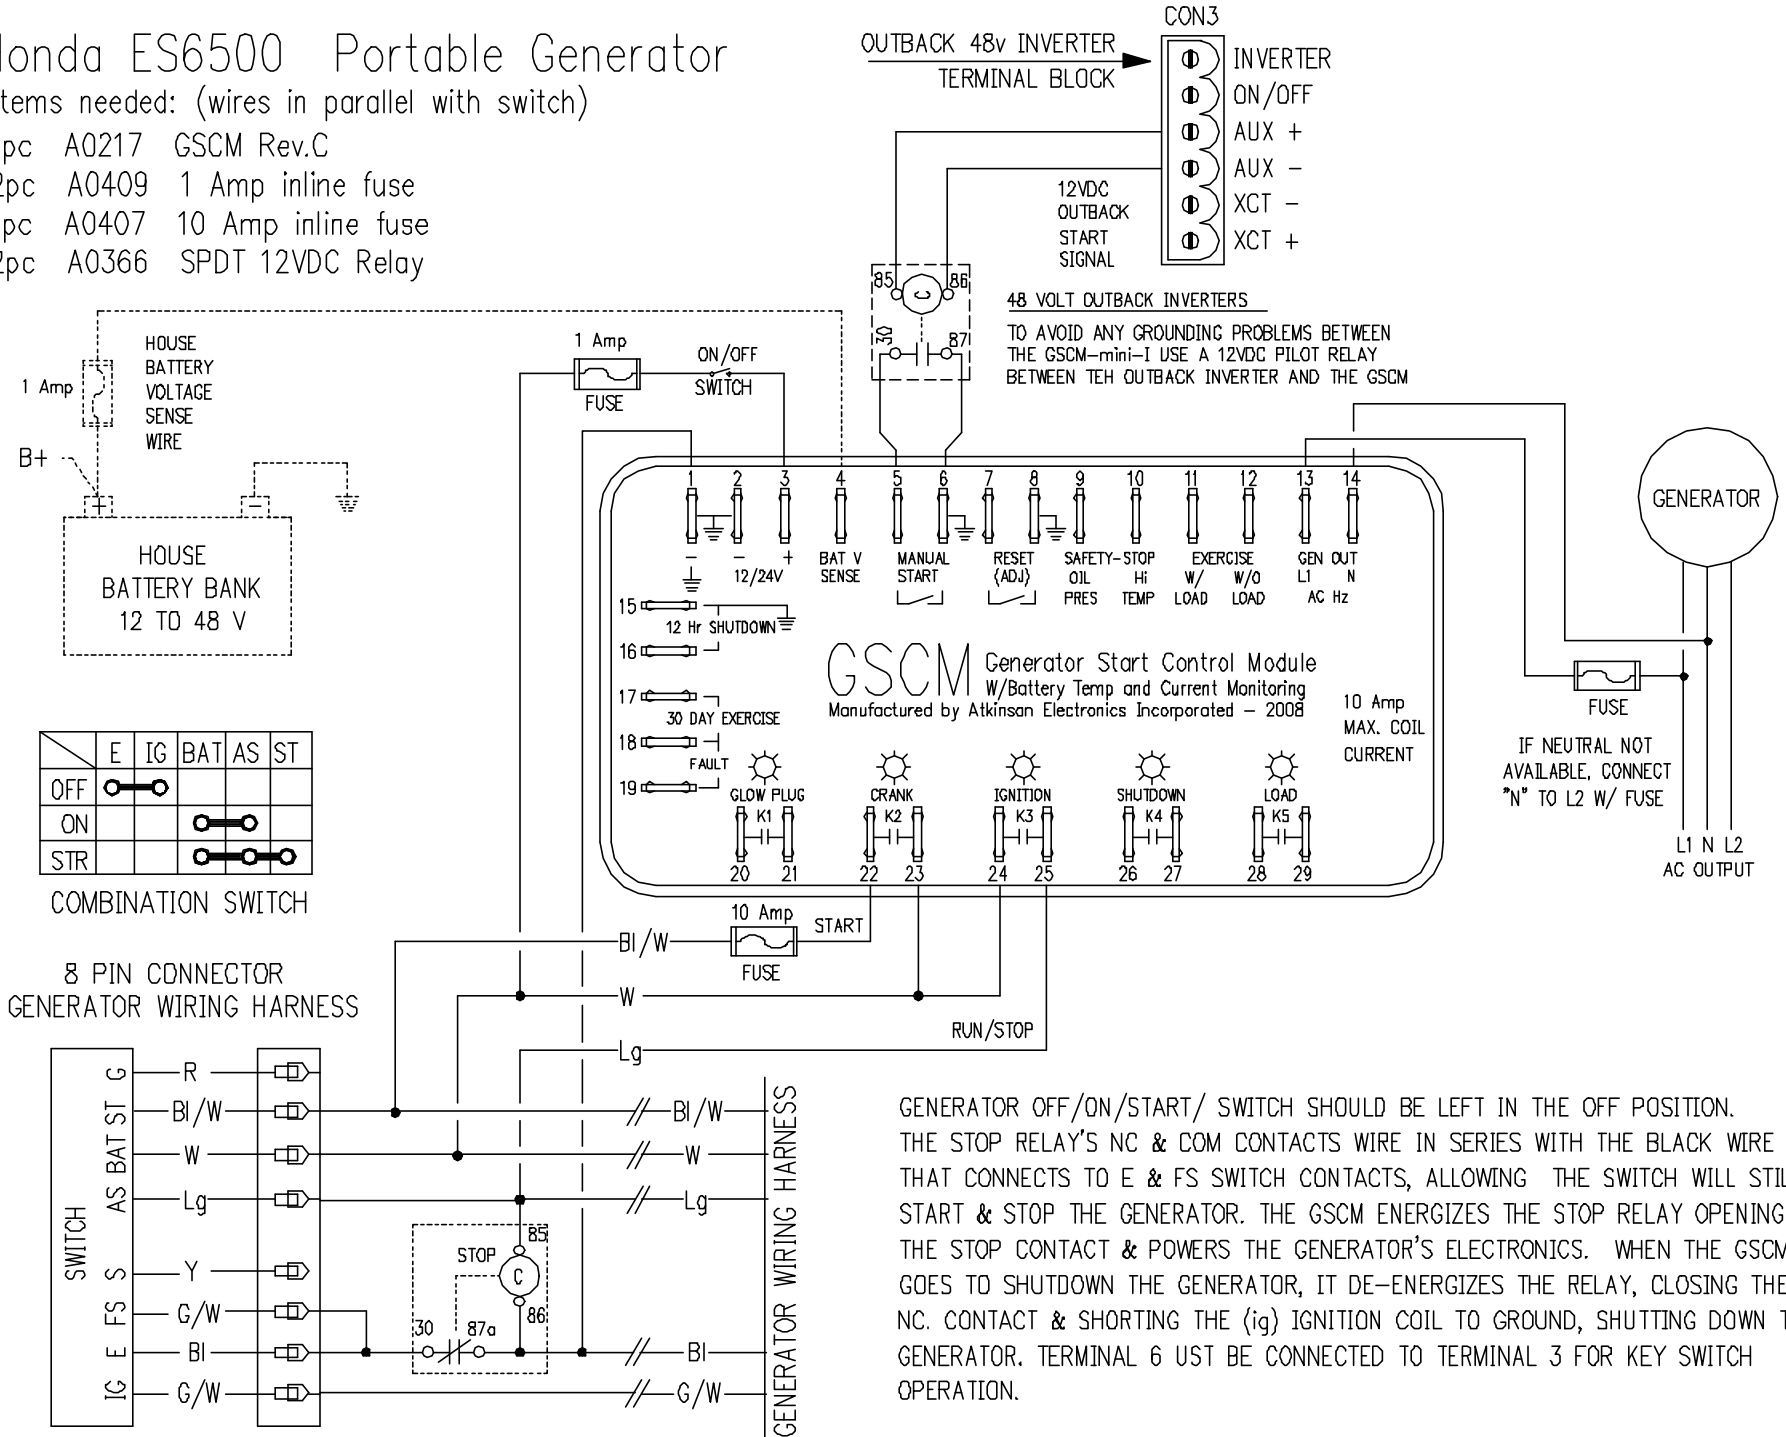 Honda ES6500 Portable Generator
tems needed: (wires in parallel with switch)
pc A0217 GSCM Rev.C
2pc A0409 1 Amp inline fuse
pc A0407 10 Amp inline fuse
2pc A0366 SPDT 12VDC Relay
CON3
OUTBACK 48v INVERTER
TERMINAL BLOCK
INVERTER
ON/OFF
AUX +
AUX -
XCT -
XCT +
12VDC
OUTBACK
START
SIGNAL
85
86
C
30
87
48 VOLT OUTBACK INVERTERS
TO AVOID ANY GROUNDING PROBLEMS BETWEEN
THE GSCM-mini-I USE A 12VDC PILOT RELAY
BETWEEN TEH OUTBACK INVERTER AND THE GSCM
HOUSE
BATTERY
VOLTAGE
SENSE
WIRE
1 Amp
B+
+
-
HOUSE
BATTERY BANK
12 TO 48 V
1 Amp
FUSE
ON/OFF
SWITCH
1 2 3 4 5 6 7 8 9 10 11 12 13 14
- - +
12/24V
BAT V
SENSE
MANUAL
START
RESET
(ADJ)
SAFETY-STOP
OIL
PRES
Hi
TEMP
EXERCISE
W/
LOAD
W/O
LOAD
GEN OUT
L1 N
AC Hz
15
12 Hr SHUTDOWN
16
17
30 DAY EXERCISE
18
FAULT
19
GSCM
Generator Start Control Module
W/Battery Temp and Current Monitoring
Manufactured by Atkinsan Electronics Incorporated - 2008
10 Amp
MAX. COIL
CURRENT
GLOW PLUG
K1
CRANK
K2
IGNITION
K3
SHUTDOWN
K4
LOAD
K5
20 21 22 23 24 25 26 27 28 29
GENERATOR
FUSE
IF NEUTRAL NOT
AVAILABLE, CONNECT
"N" TO L2 W/ FUSE
L1 N L2
AC OUTPUT
E IG BAT AS ST
OFF
ON
STR
COMBINATION SWITCH
8 PIN CONNECTOR
GENERATOR WIRING HARNESS
10 Amp
FUSE
START
Bl/W
W
RUN/STOP
Lg
SWITCH
G R
ST Bl/W Bl/W
BAT W W
AS Lg Lg
S Y
FS G/W
E Bl Bl
IG G/W G/W
STOP
85
C
86
30
87a
GENERATOR WIRING HARNESS
GENERATOR OFF/ON/START/ SWITCH SHOULD BE LEFT IN THE OFF POSITION.
THE STOP RELAY'S NC & COM CONTACTS WIRE IN SERIES WITH THE BLACK WIRE
THAT CONNECTS TO E & FS SWITCH CONTACTS, ALLOWING THE SWITCH WILL STIL
START & STOP THE GENERATOR. THE GSCM ENERGIZES THE STOP RELAY OPENING
THE STOP CONTACT & POWERS THE GENERATOR'S ELECTRONICS. WHEN THE GSCM
GOES TO SHUTDOWN THE GENERATOR, IT DE-ENERGIZES THE RELAY, CLOSING THE
NC. CONTACT & SHORTING THE (ig) IGNITION COIL TO GROUND, SHUTTING DOWN T
GENERATOR. TERMINAL 6 UST BE CONNECTED TO TERMINAL 3 FOR KEY SWITCH
OPERATION.